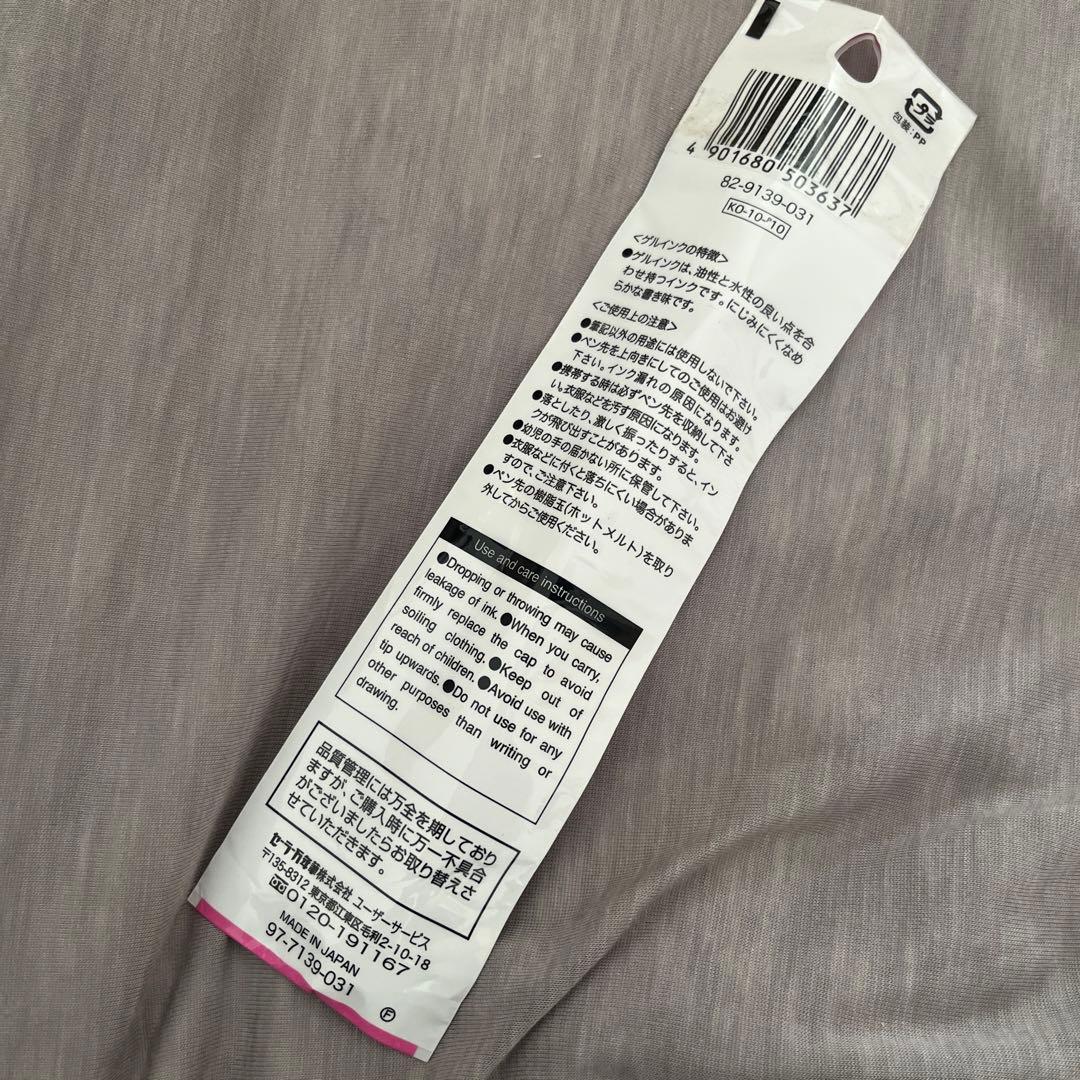 プラ
包装:PP
4 901680 503637
82-9139-031
K0-10-P10
<ゲルインクの特徴>
●ゲルインクは、油性と水性の良い点を合
わせ持つインクです。にじみにくくなめ
らかな書き味です。
<ご使用上の注意>
●筆記以外の用途には使用しないで下さい。
●ペン先を上向きにしてのご使用はお避け
下さい。インク漏れの原因になります。
●携帯する時は必ずペン先を収納して下さ
い。衣服などを汚す原因になります。
●落としたり、激しく振ったりすると、イン
クが飛び出すことがあります。
●幼児の手の届かない所に保管して下さい。
●衣服などに付くと落ちにくい場合がありま
すので、ご注意下さい。
●ペン先の樹脂玉(ホットメルト)を取り
外してからご使用ください。
Use and care instructions
●Dropping or throwing may cause
leakage of ink.●When you carry,
firmly replace the cap to avoid
soiling clothing.●Keep out of
reach of children.●Avoid use with
tip upwards.●Do not use for any
other purposes than writing or
drawing.
品質管理には万全を期しており
ますが、ご購入時に万一不具合
がございましたらお取り替えさ
せていただきます。
セーラー万年筆株式会社 ユーザーサービス
〒135-8312 東京都江東区毛利2-10-18
0120-191167
MADE IN JAPAN
97-7139-031
F